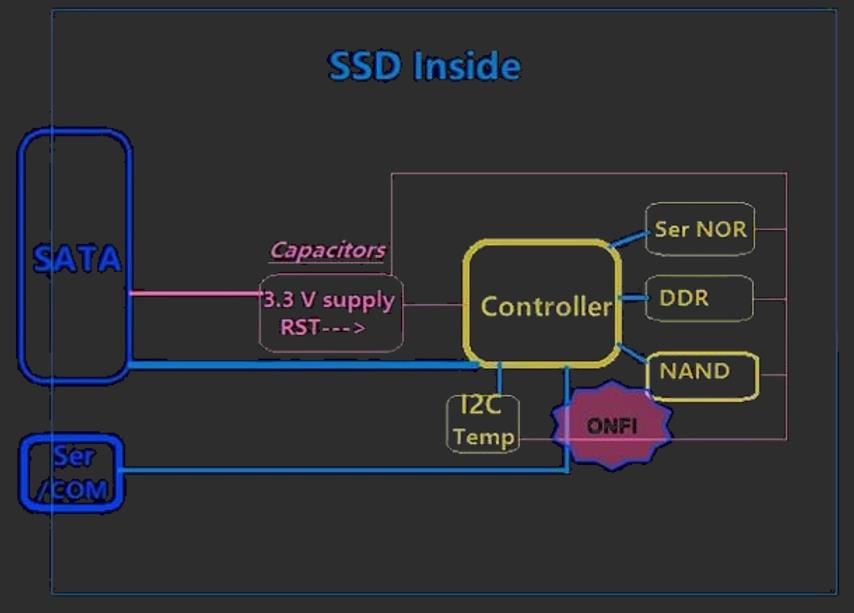 SSD Inside
SATA
Capacitors
3.3 V supply
RST--->
Controller
Ser NOR
DDR
NAND
I2C
Temp
ONFI
Ser
/COM